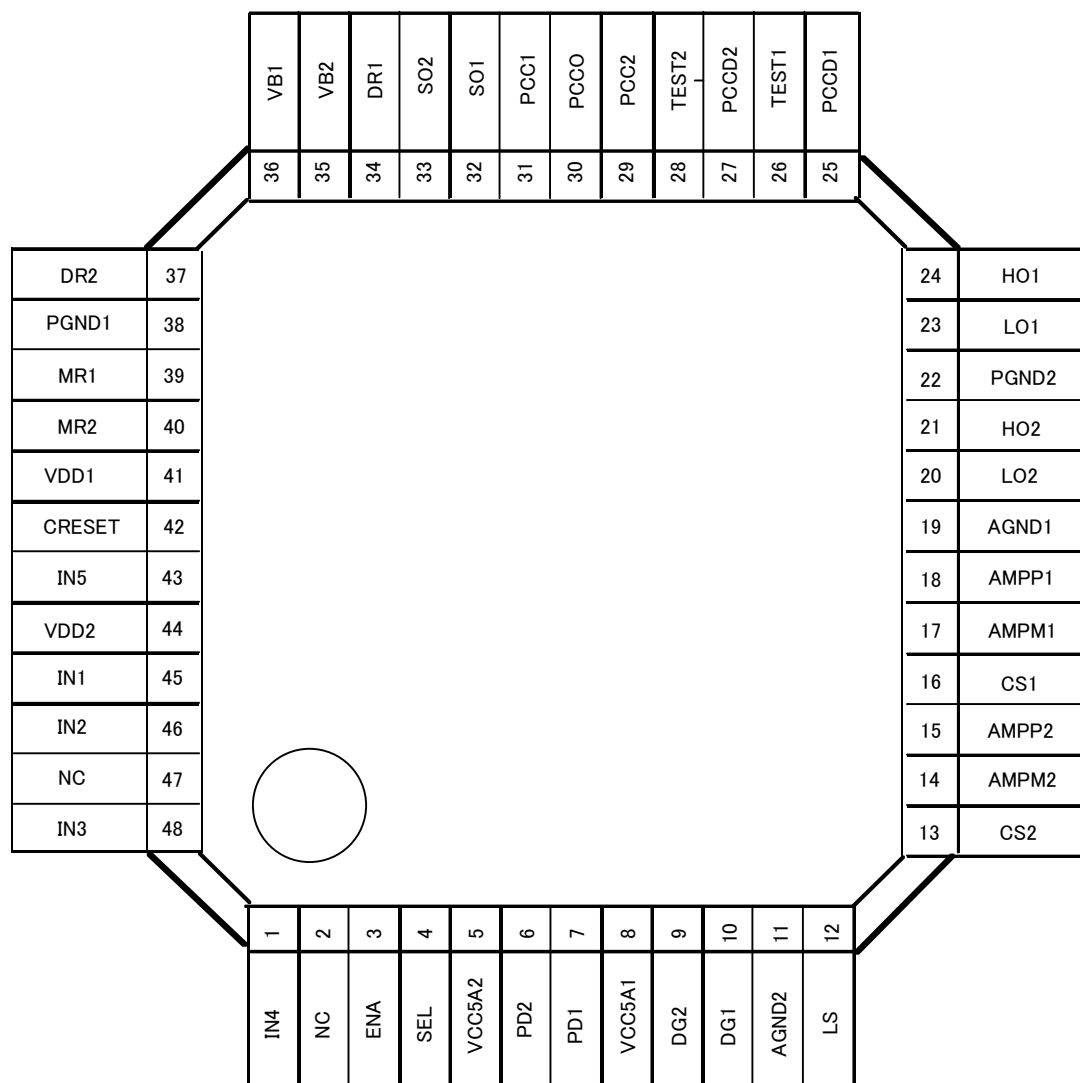 VB1 VB2 DR1 SO2 SO1 PCC1 PCCO PCC2 TEST2 PCCD2 TEST1 PCCD1
36 35 34 33 32 31 30 29 28 27 26 25
DR2 37 24 HO1
PGND1 38 23 LO1
MR1 39 22 PGND2
MR2 40 21 HO2
VDD1 41 20 LO2
CRESET 42 19 AGND1
IN5 43 18 AMPP1
VDD2 44 17 AMPM1
IN1 45 16 CS1
IN2 46 15 AMPP2
NC 47 14 AMPM2
IN3 48 13 CS2
1 2 3 4 5 6 7 8 9 10 11 12
IN4 NC ENA SEL VCC5A2 PD2 PD1 VCC5A1 DG2 DG1 AGND2 LS